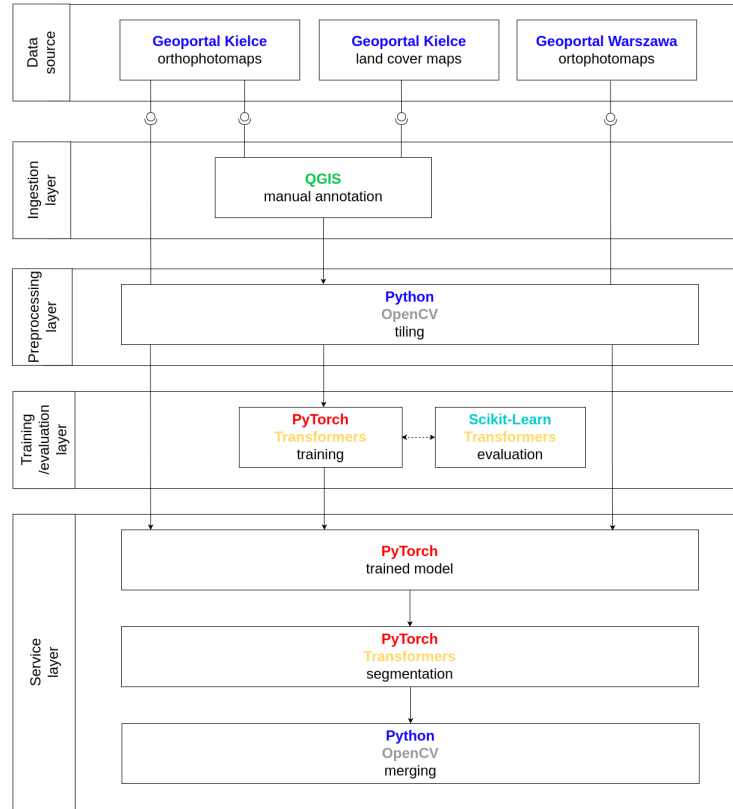 Data
source
Geoportal Kielce
orthophotomaps
Geoportal Kielce
land cover maps
Geoportal Warszawa
ortophotomaps
Ingestion
layer
QGIS
manual annotation
Preprocessing
layer
Python
OpenCV
tiling
Training
/evaluation
layer
PyTorch
Transformers
training
Scikit-Learn
Transformers
evaluation
Service
layer
PyTorch
trained model
PyTorch
Transformers
segmentation
Python
OpenCV
merging